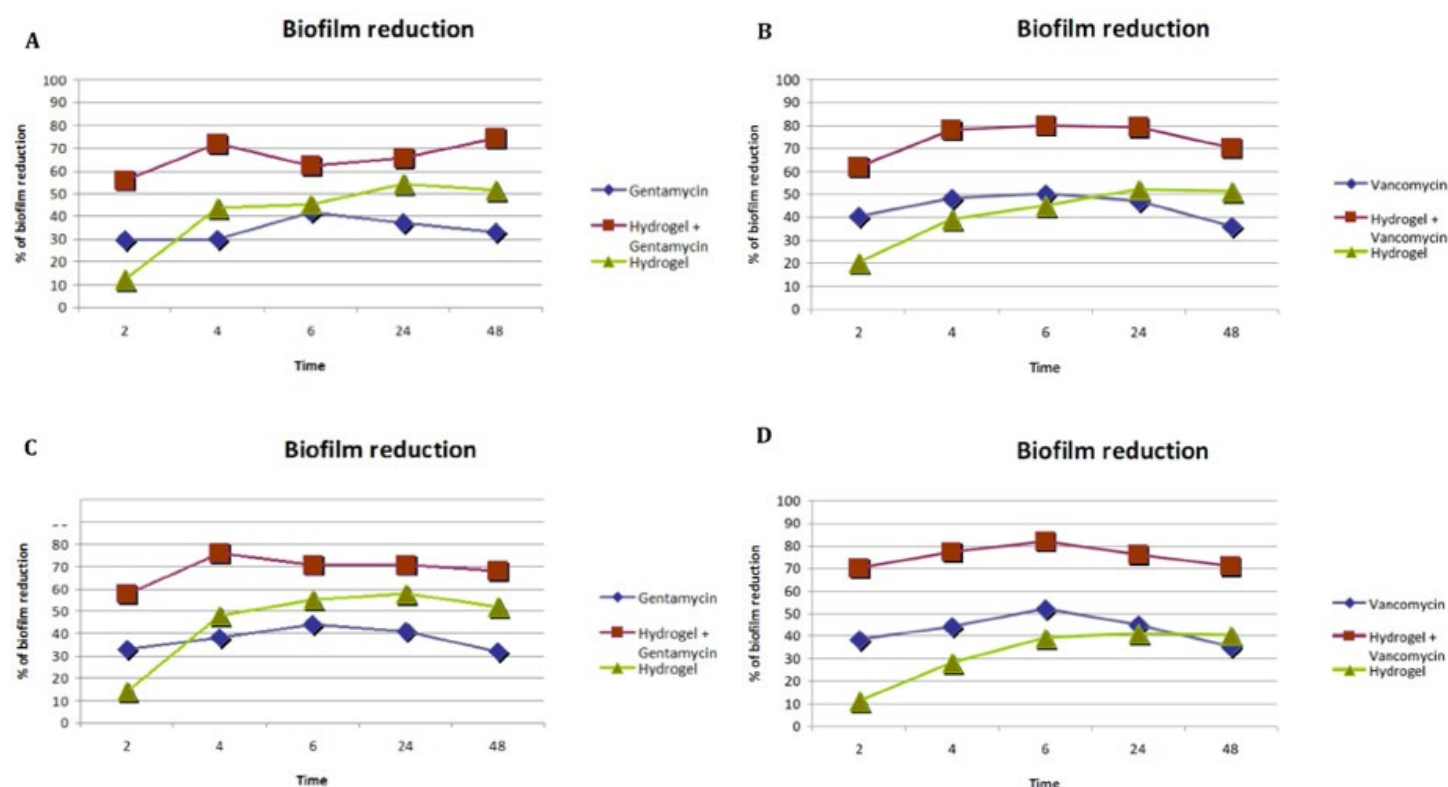 A
Biofilm reduction
% of biofilm reduction
100
90
80
70
60
50
40
30
20
10
0
2 4 6 24 48
Time
Gentamycin
Hydrogel +
Gentamycin
Hydrogel
B
Biofilm reduction
% of biofilm reduction
100
90
80
70
60
50
40
30
20
10
0
2 4 6 24 48
Time
Vancomycin
Hydrogel +
Vancomycin
Hydrogel
C
Biofilm reduction
% of biofilm reduction
80
70
60
50
40
30
20
10
0
2 4 6 24 48
Time
Gentamycin
Hydrogel +
Gentamycin
Hydrogel
D
Biofilm reduction
% of biofilm reduction
100
90
80
70
60
50
40
30
20
10
0
2 4 6 24 48
Time
Vancomycin
Hydrogel +
Vancomycin
Hydrogel